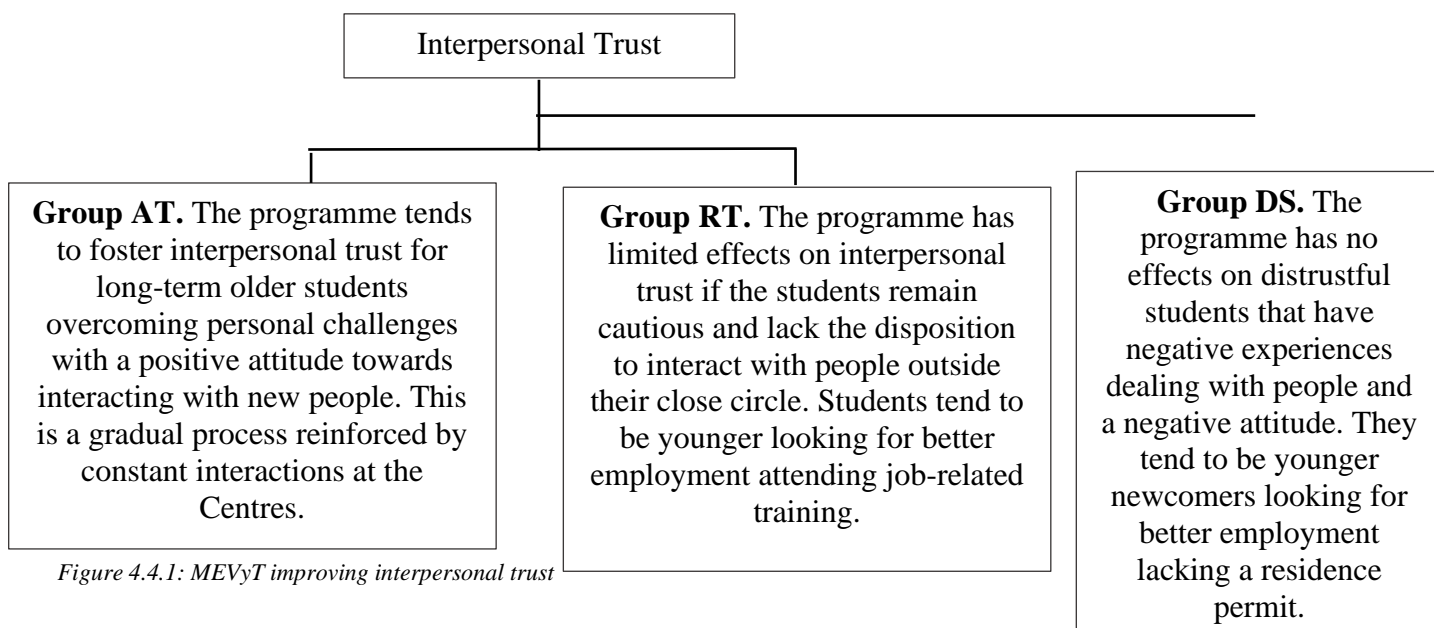 Interpersonal Trust
Group AT. The programme tends
to foster interpersonal trust for
long-term older students
overcoming personal challenges
with a positive attitude towards
interacting with new people. This
is a gradual process reinforced by
constant interactions at the
Centres.
Group RT. The programme has
limited effects on interpersonal
trust if the students remain
cautious and lack the disposition
to interact with people outside
their close circle. Students tend to
be younger looking for better
employment attending job-related
training.
Group DS. The
programme has no
effects on distrustful
students that have
negative experiences
dealing with people and
a negative attitude. They
tend to be younger
newcomers looking for
better employment
lacking a residence
permit.
Figure 4.4.1: MEVyT improving interpersonal trust